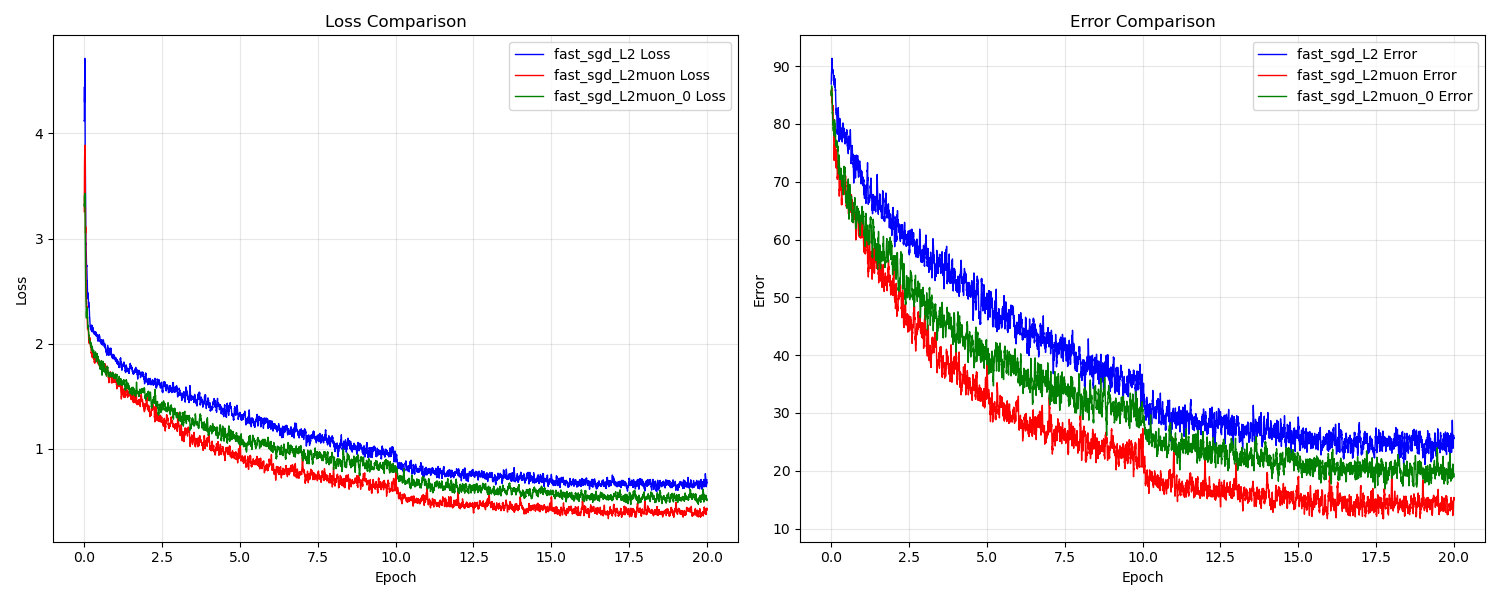 Loss Comparison
fast_sgd_L2 Loss
fast_sgd_L2muon Loss
fast_sgd_L2muon_0 Loss
Loss
4
3
2
1
0.0 2.5 5.0 7.5 10.0 12.5 15.0 17.5 20.0
Epoch
Error Comparison
fast_sgd_L2 Error
fast_sgd_L2muon Error
fast_sgd_L2muon_0 Error
Error
90
80
70
60
50
40
30
20
10
0.0 2.5 5.0 7.5 10.0 12.5 15.0 17.5 20.0
Epoch